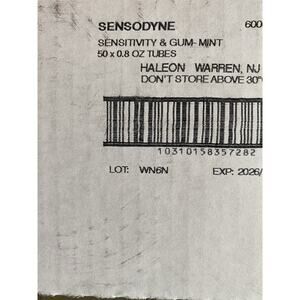 SENSODYNE 600
SENSITIVITY & GUM- MINT
50 x 0.8 OZ TUBES
HALEON WARREN, NJ
DON'T STORE ABOVE 30°
10310158357282
LOT: WN6N EXP: 2026/